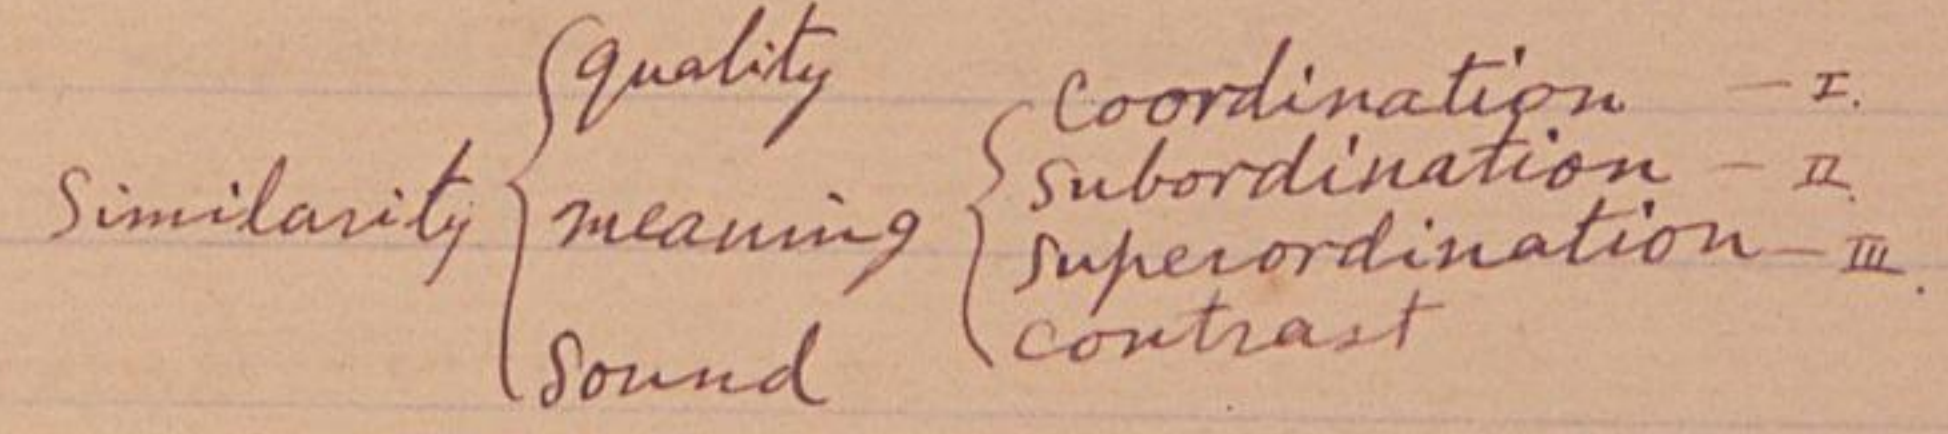 Similarity
quality
meaning
Sound
Coordination - I.
Subordination - II.
Superordination - III.
contrast